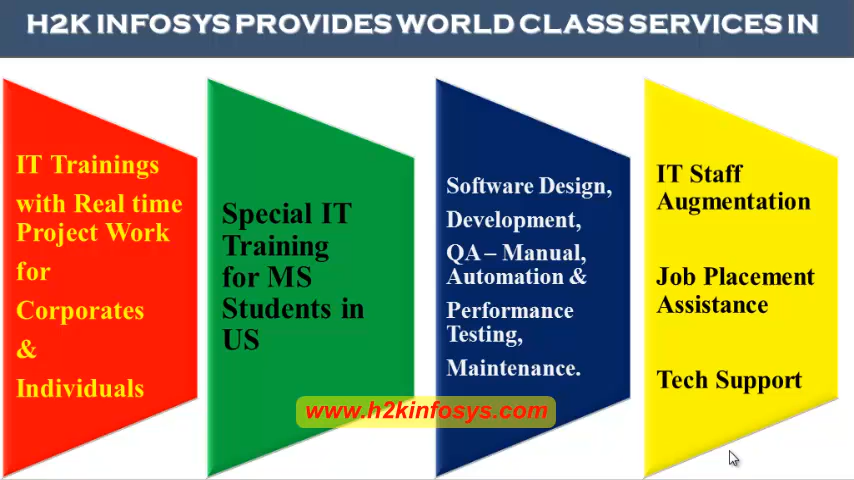 H2K INFOSYS PROVIDES WORLD CLASS SERVICES IN
IT Trainings
with Real time
Project Work
for
Corporates
&
Individuals
Special IT
Training
for MS
Students in
US
Software Design,
Development,
QA – Manual,
Automation &
Performance
Testing,
Maintenance.
IT Staff
Augmentation
Job Placement
Assistance
Tech Support
www.h2kinfosys.com